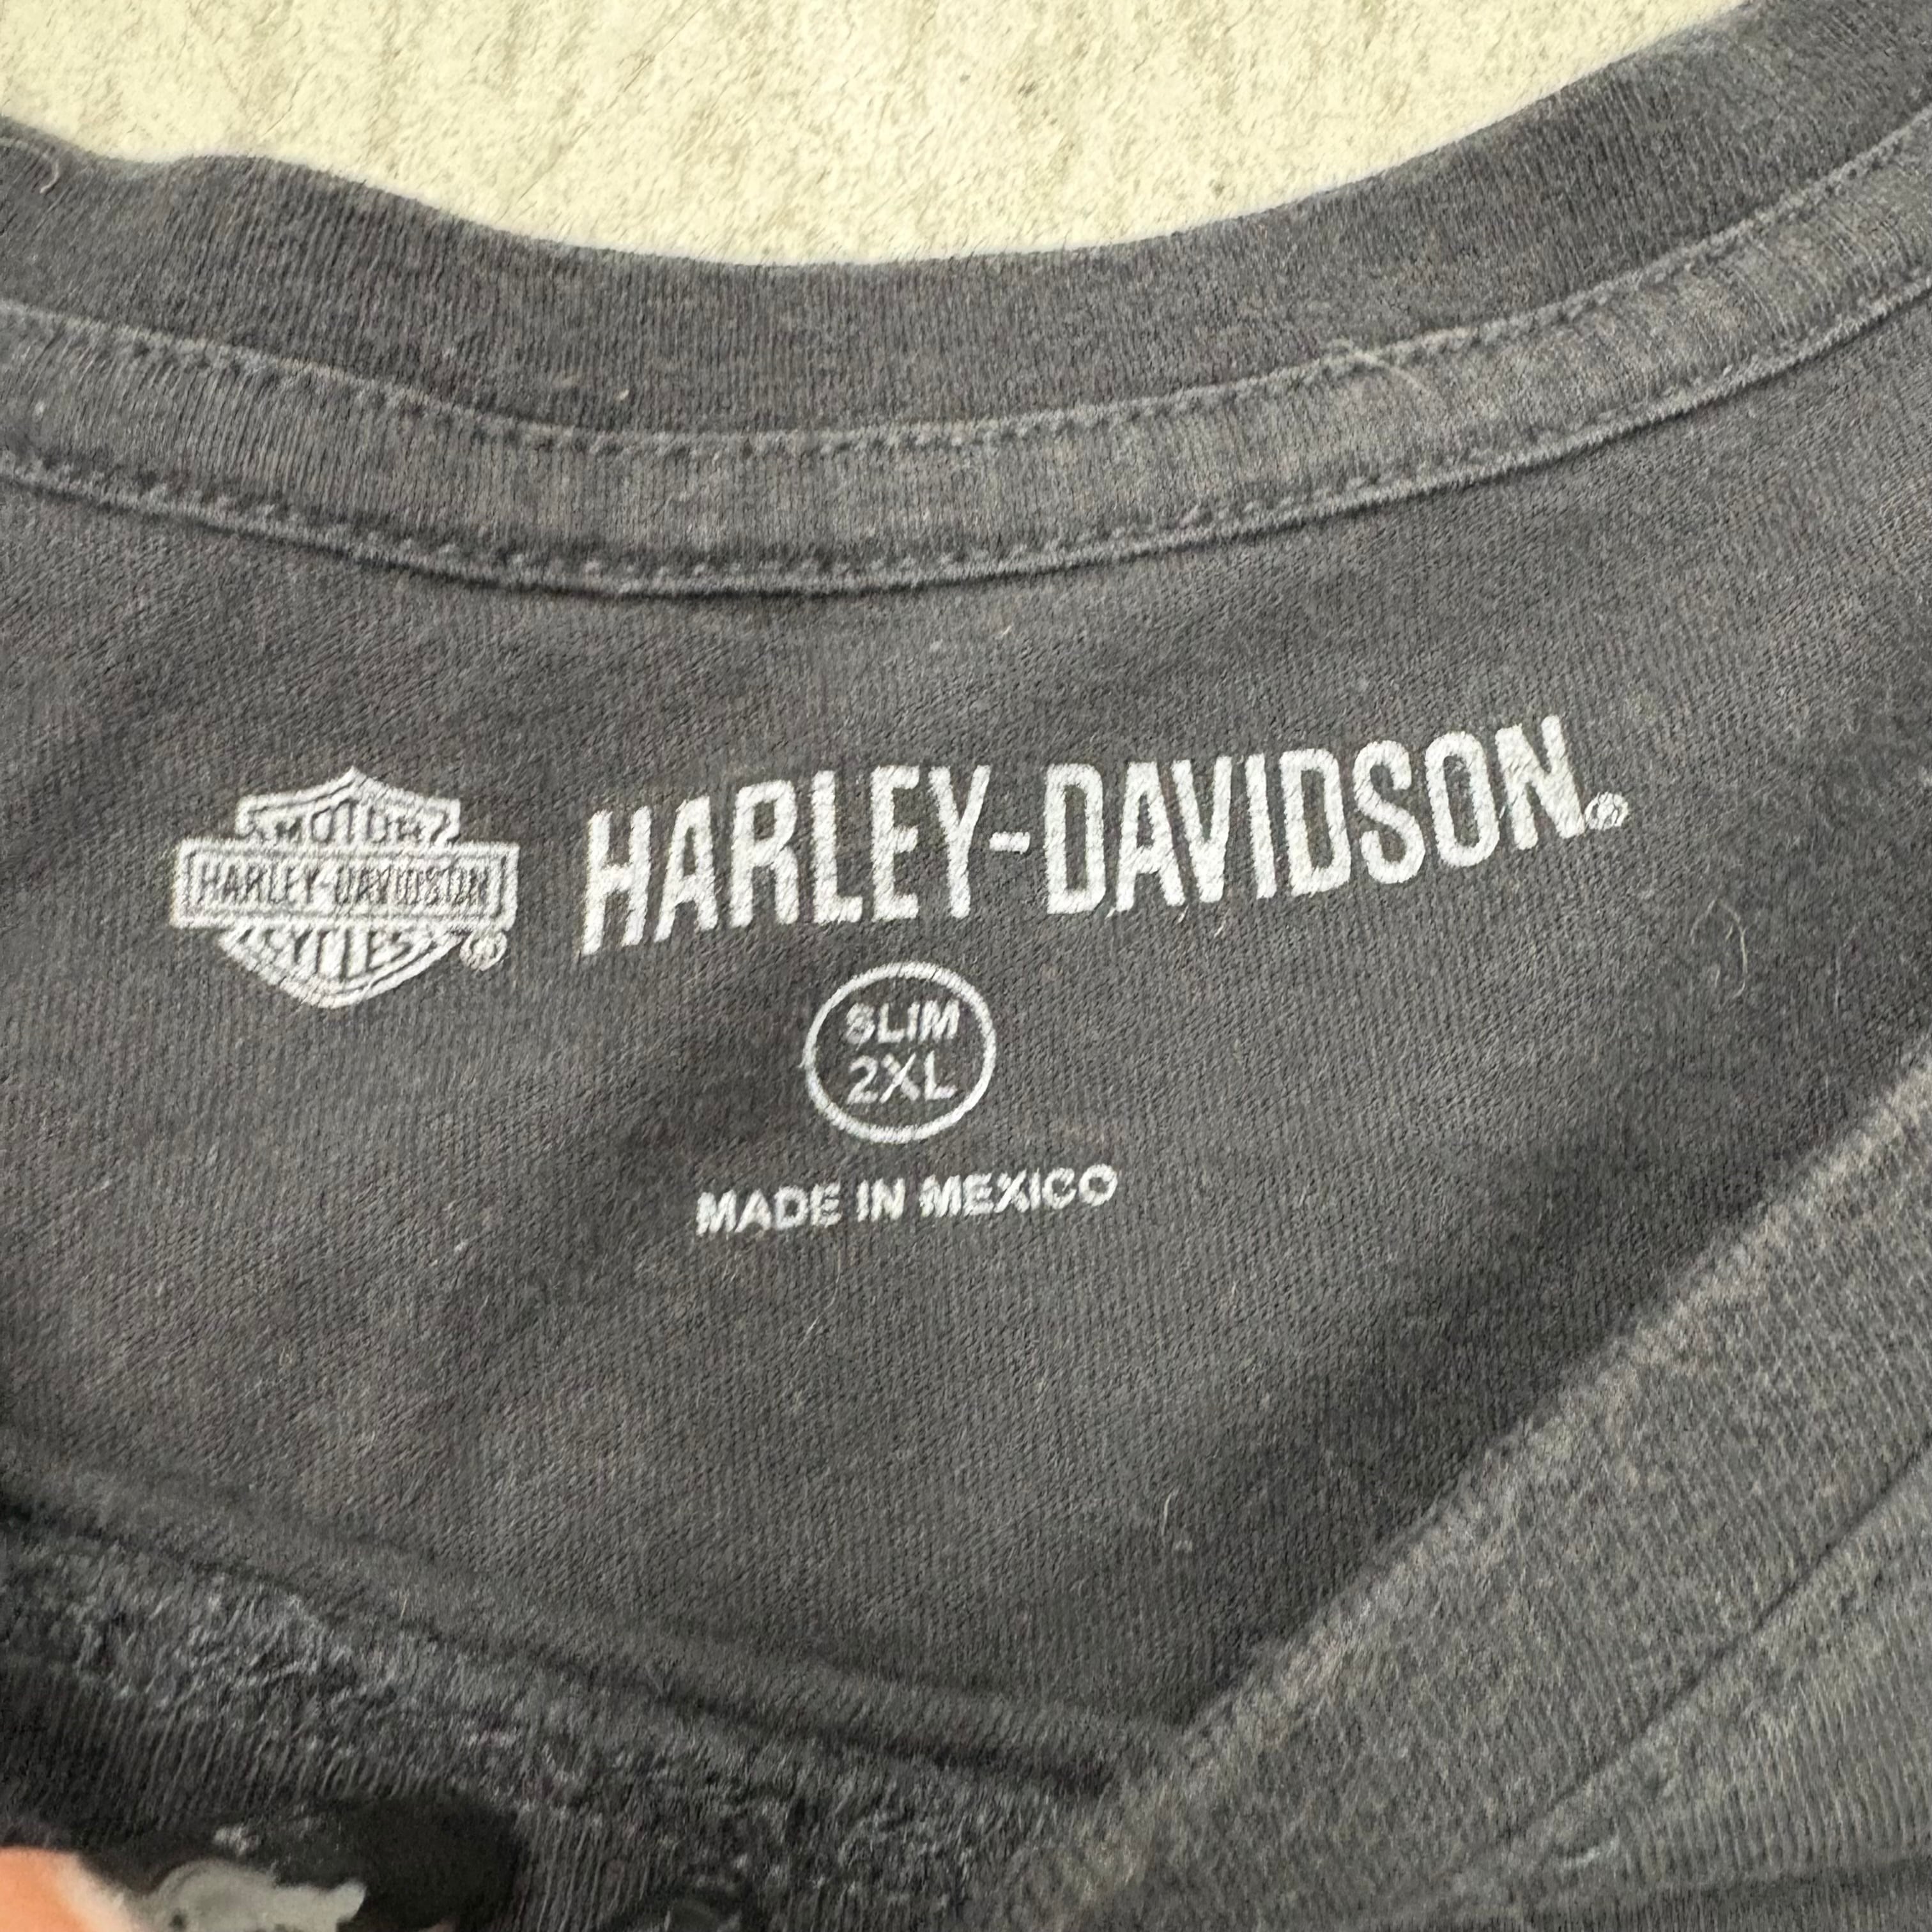 MOTOR
HARLEY-DAVIDSON
CYCLES®
HARLEY-DAVIDSON®
SLIM
2XL
MADE IN MEXICO